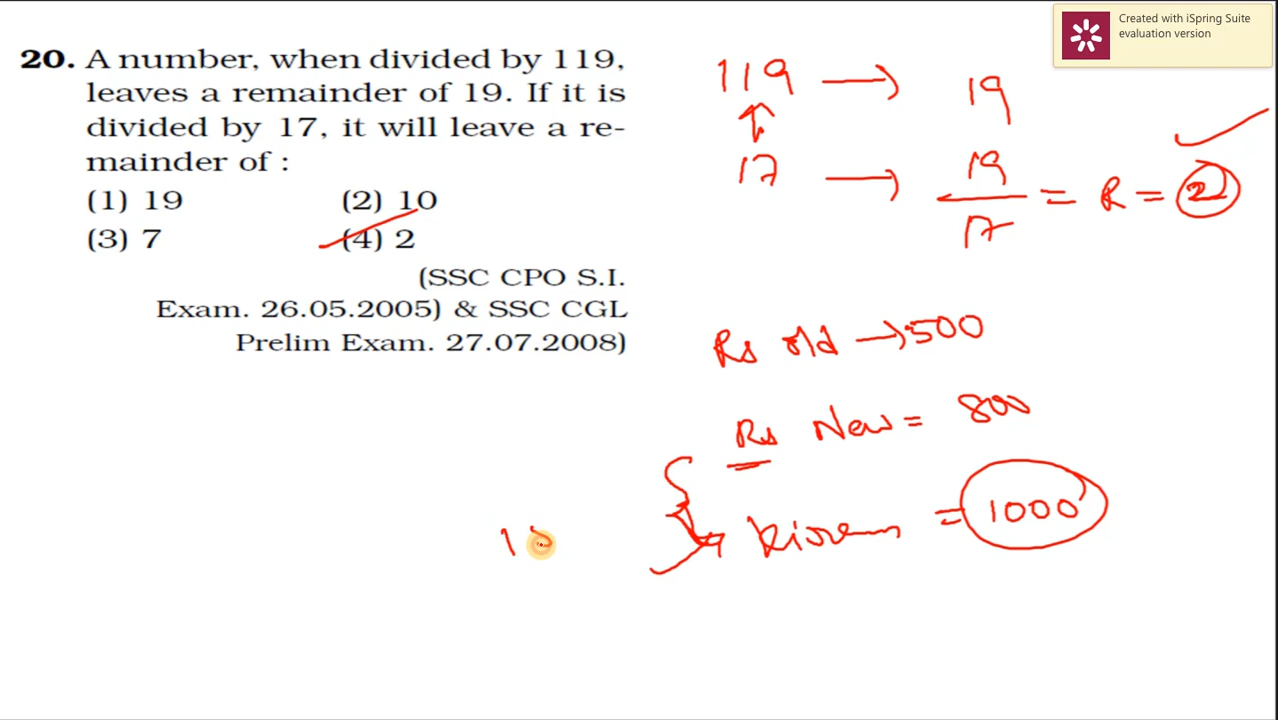 Created with iSpring Suite
evaluation version
20. A number, when divided by 119,
leaves a remainder of 19. If it is
divided by 17, it will leave a re-
mainder of :
(1) 19 (2) 10
(3) 7 (4) 2
(SSC CPO S.I.
Exam. 26.05.2005) & SSC CGL
Prelim Exam. 27.07.2008)
119 → 19
17 → 19/17 = R = 2
Rs old → 500
Rs New = 800
= 1000